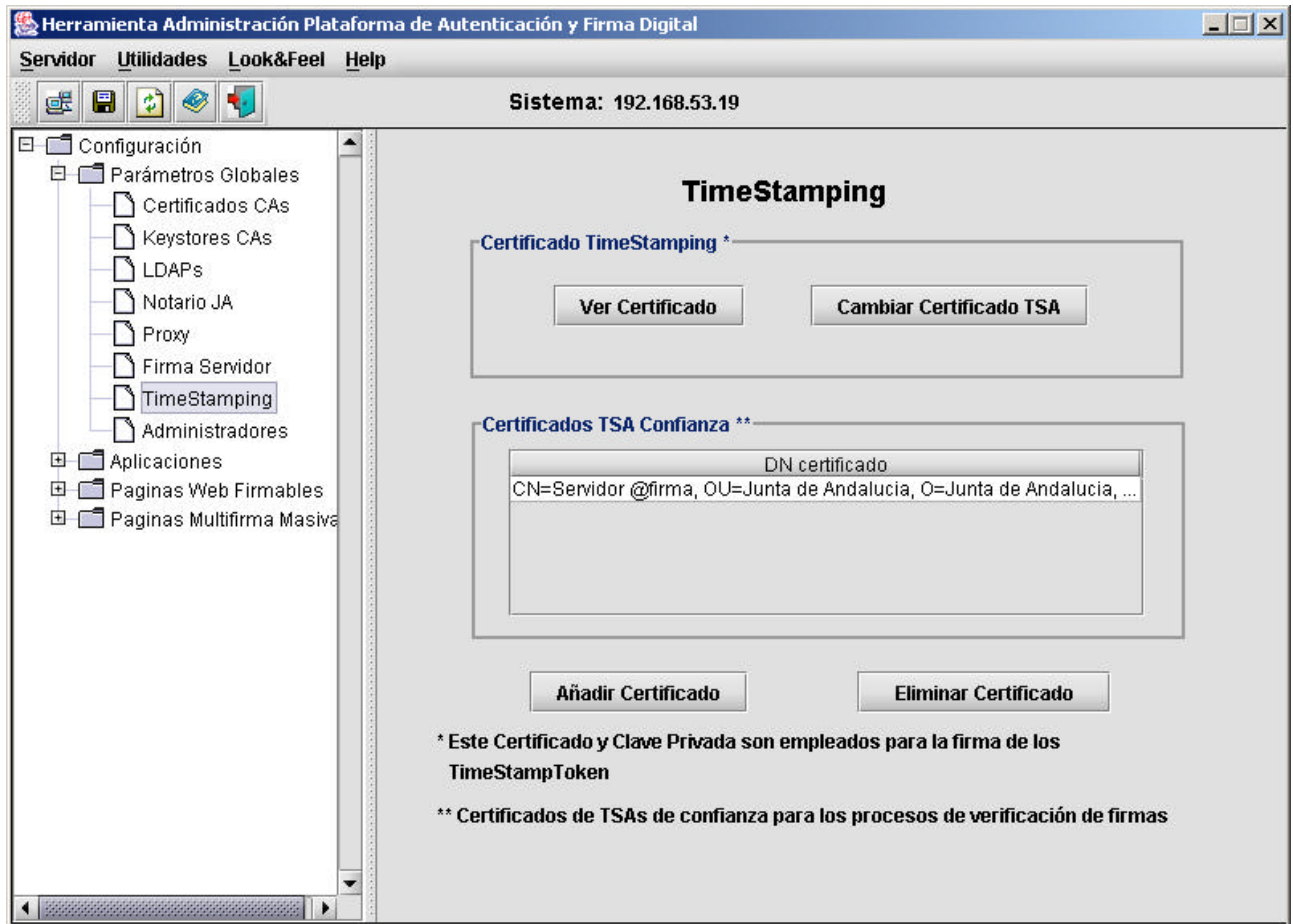 Herramienta Administración Plataforma de Autenticación y Firma Digital
Servidor Utilidades Look&Feel Help
Sistema: 192.168.53.19
Configuración
Parámetros Globales
Certificados CAs
Keystores CAs
LDAPs
Notario JA
Proxy
Firma Servidor
TimeStamping
Administradores
Aplicaciones
Paginas Web Firmables
Paginas Multifirma Masiva
TimeStamping
Certificado TimeStamping *
Ver Certificado Cambiar Certificado TSA
Certificados TSA Confianza **
DN certificado
CN=Servidor @firma, OU=Junta de Andalucia, O=Junta de Andalucia, ...
Añadir Certificado Eliminar Certificado
* Este Certificado y Clave Privada son empleados para la firma de los
TimeStampToken
** Certificados de TSAs de confianza para los procesos de verificación de firmas